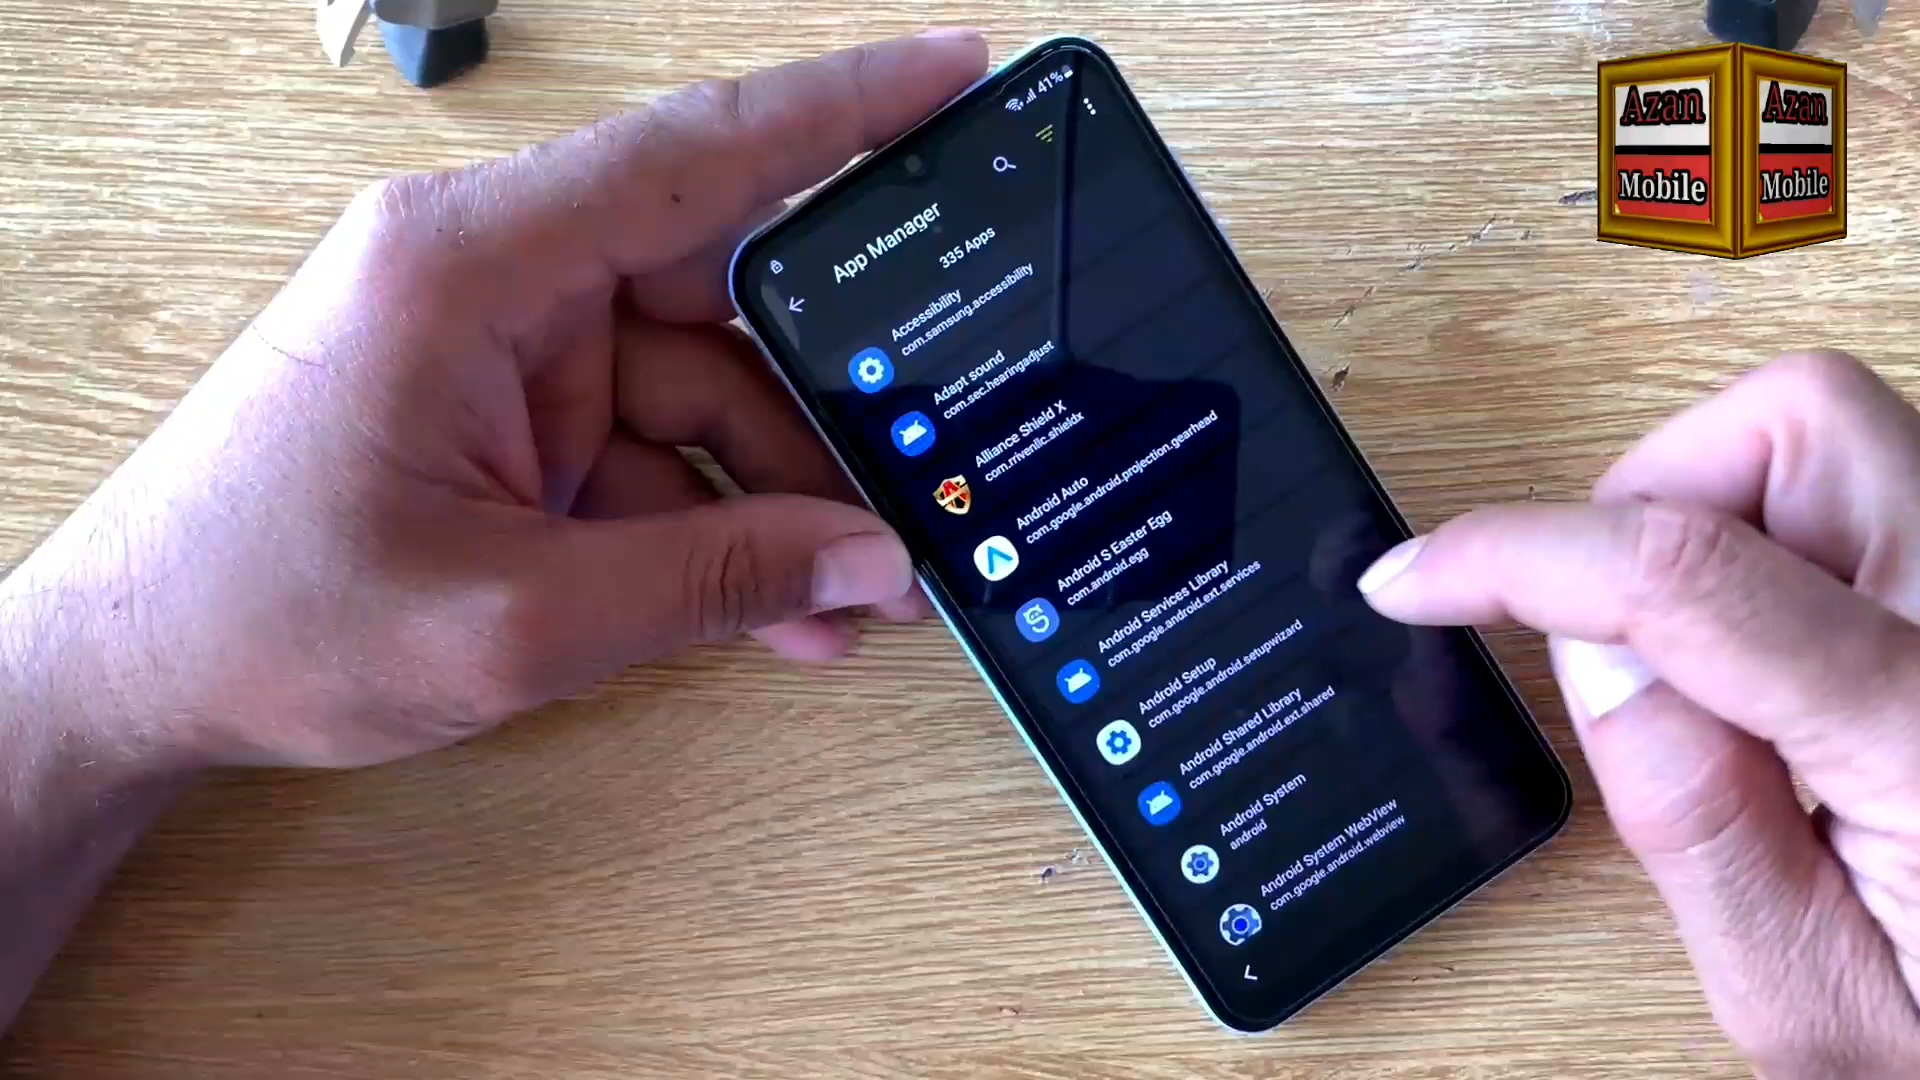 41%
App Manager
335 Apps
Accessibility
com.samsung.accessibility
Adapt sound
com.sec.hearingadjust
Alliance Shield X
com.rrivenllc.shieldx
Android Auto
com.google.android.projection.gearhead
Android S Easter Egg
com.android.egg
Android Services Library
com.google.android.ext.services
Android Setup
com.google.android.setupwizard
Android Shared Library
com.google.android.ext.shared
Android System
android
Android System WebView
com.google.android.webview
Azan
Mobile
Azan
Mobile